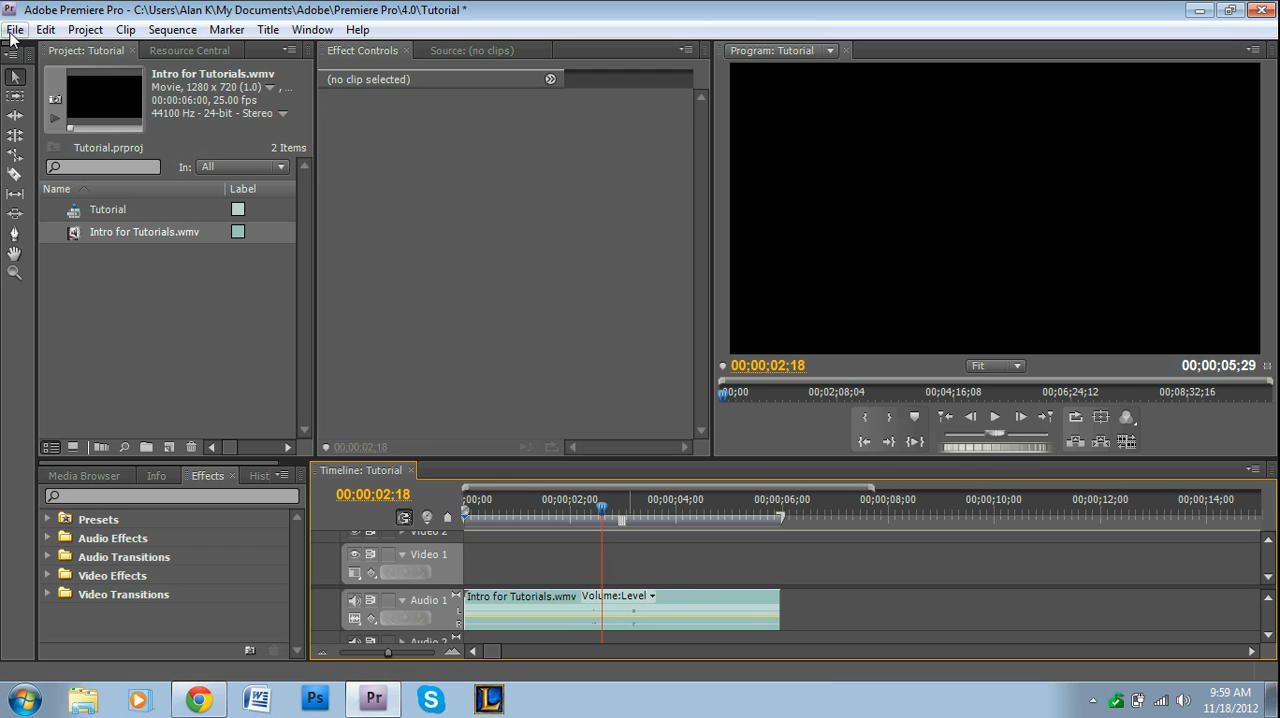 Adobe Premiere Pro - C:\Users\Alan K\My Documents\Adobe\Premiere Pro\4.0\Tutorial *
File Edit Project Clip Sequence Marker Title Window Help
Project: Tutorial Resource Central Effect Controls Source: (no clips) Program: Tutorial
Intro for Tutorials.wmv
Movie, 1280 x 720 (1.0) , ...
00:00:06:00, 25.00 fps
44100 Hz - 24-bit - Stereo
(no clip selected)
Tutorial.prproj 2 Items
In: All
Name Label
Tutorial
Intro for Tutorials.wmv
00;00;02;18 Fit 00;00;05;29
00;00 00;02;08;04 00;04;16;08 00;06;24;12 00;08;32;16
00;00;02;18
Media Browser Info Effects Hist
Timeline: Tutorial
00;00;02;18
;00;00 00;00;02;00 00;00;04;00 00;00;06;00 00;00;08;00 00;00;10;00 00;00;12;00 00;00;14;00
Presets
Audio Effects
Audio Transitions
Video Effects
Video Transitions
Video 2
Video 1
Audio 1 Intro for Tutorials.wmv Volume:Level
L
R
Audio 2
W Ps Pr S L
9:59 AM
11/18/2012